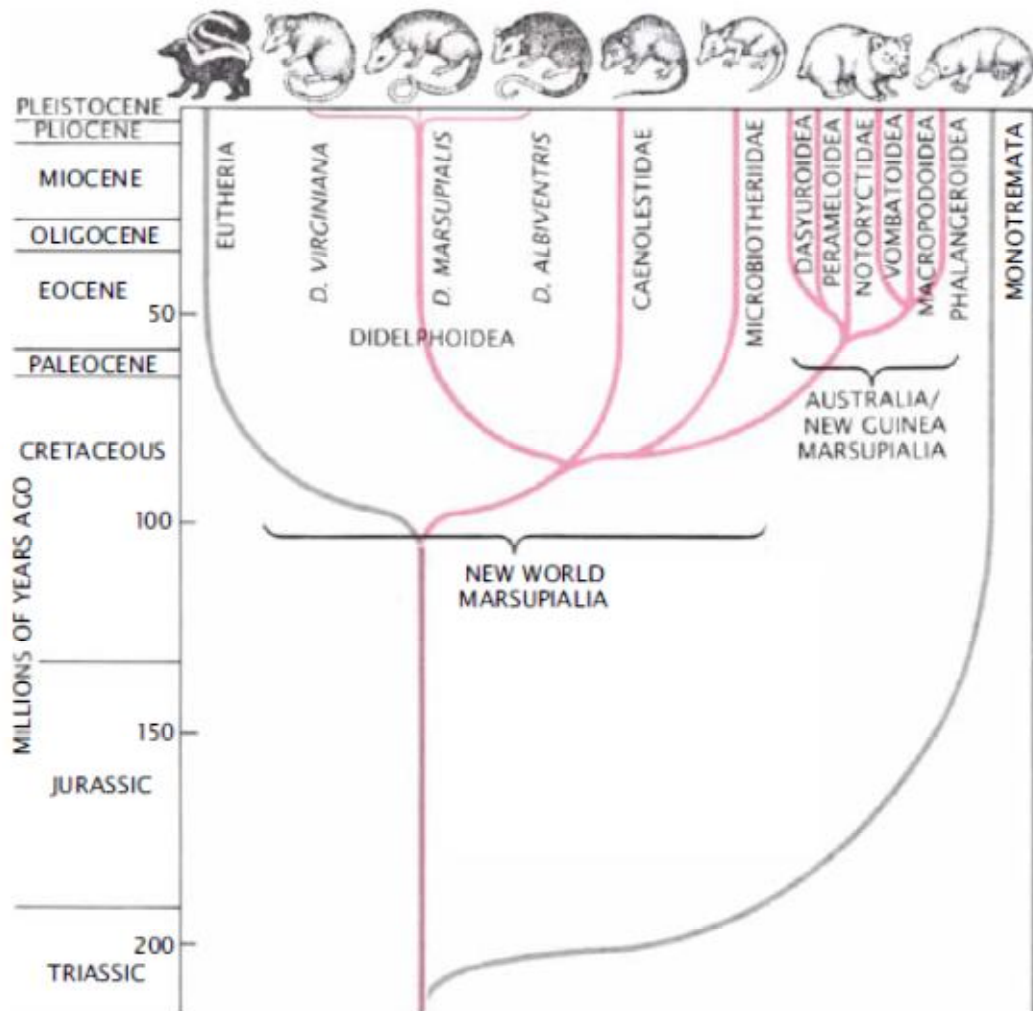 PLEISTOCENE
PLIOCENE
MIOCENE
OLIGOCENE
EOCENE
50
PALEOCENE
CRETACEOUS
100
MILLIONS OF YEARS AGO
150
JURASSIC
200
TRIASSIC
EUTHERIA
D. VIRGINIANA
D. MARSUPIALIS
D. ALBIVENTRIS
DIDELPHOIDEA
CAENOLESTIDAE
MICROBIOTHERIIDAE
DASYUROIDEA
PERAMELOIDEA
NOTORYCTIDAE
VOMBATOIDEA
MACROPODOIDEA
PHALANGEROIDEA
MONOTREMATA
AUSTRALIA/
NEW GUINEA
MARSUPIALIA
NEW WORLD
MARSUPIALIA